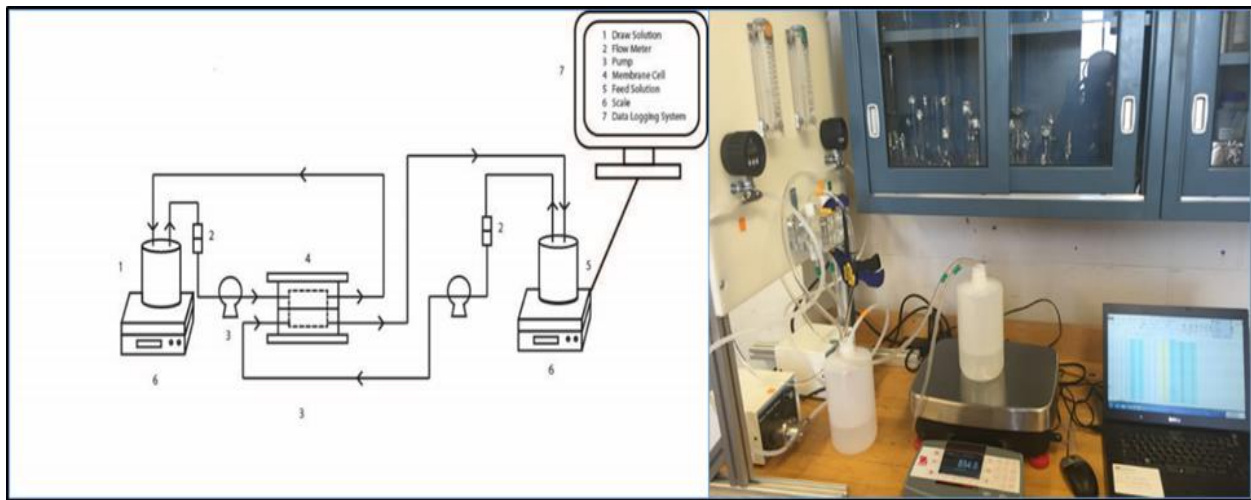 1 Draw Solution
2 Flow Meter
3 Pump
4 Membrane Cell
5 Feed Solution
6 Scale
7 Data Logging System
7
2
2
4
1
5
3
6
6
3